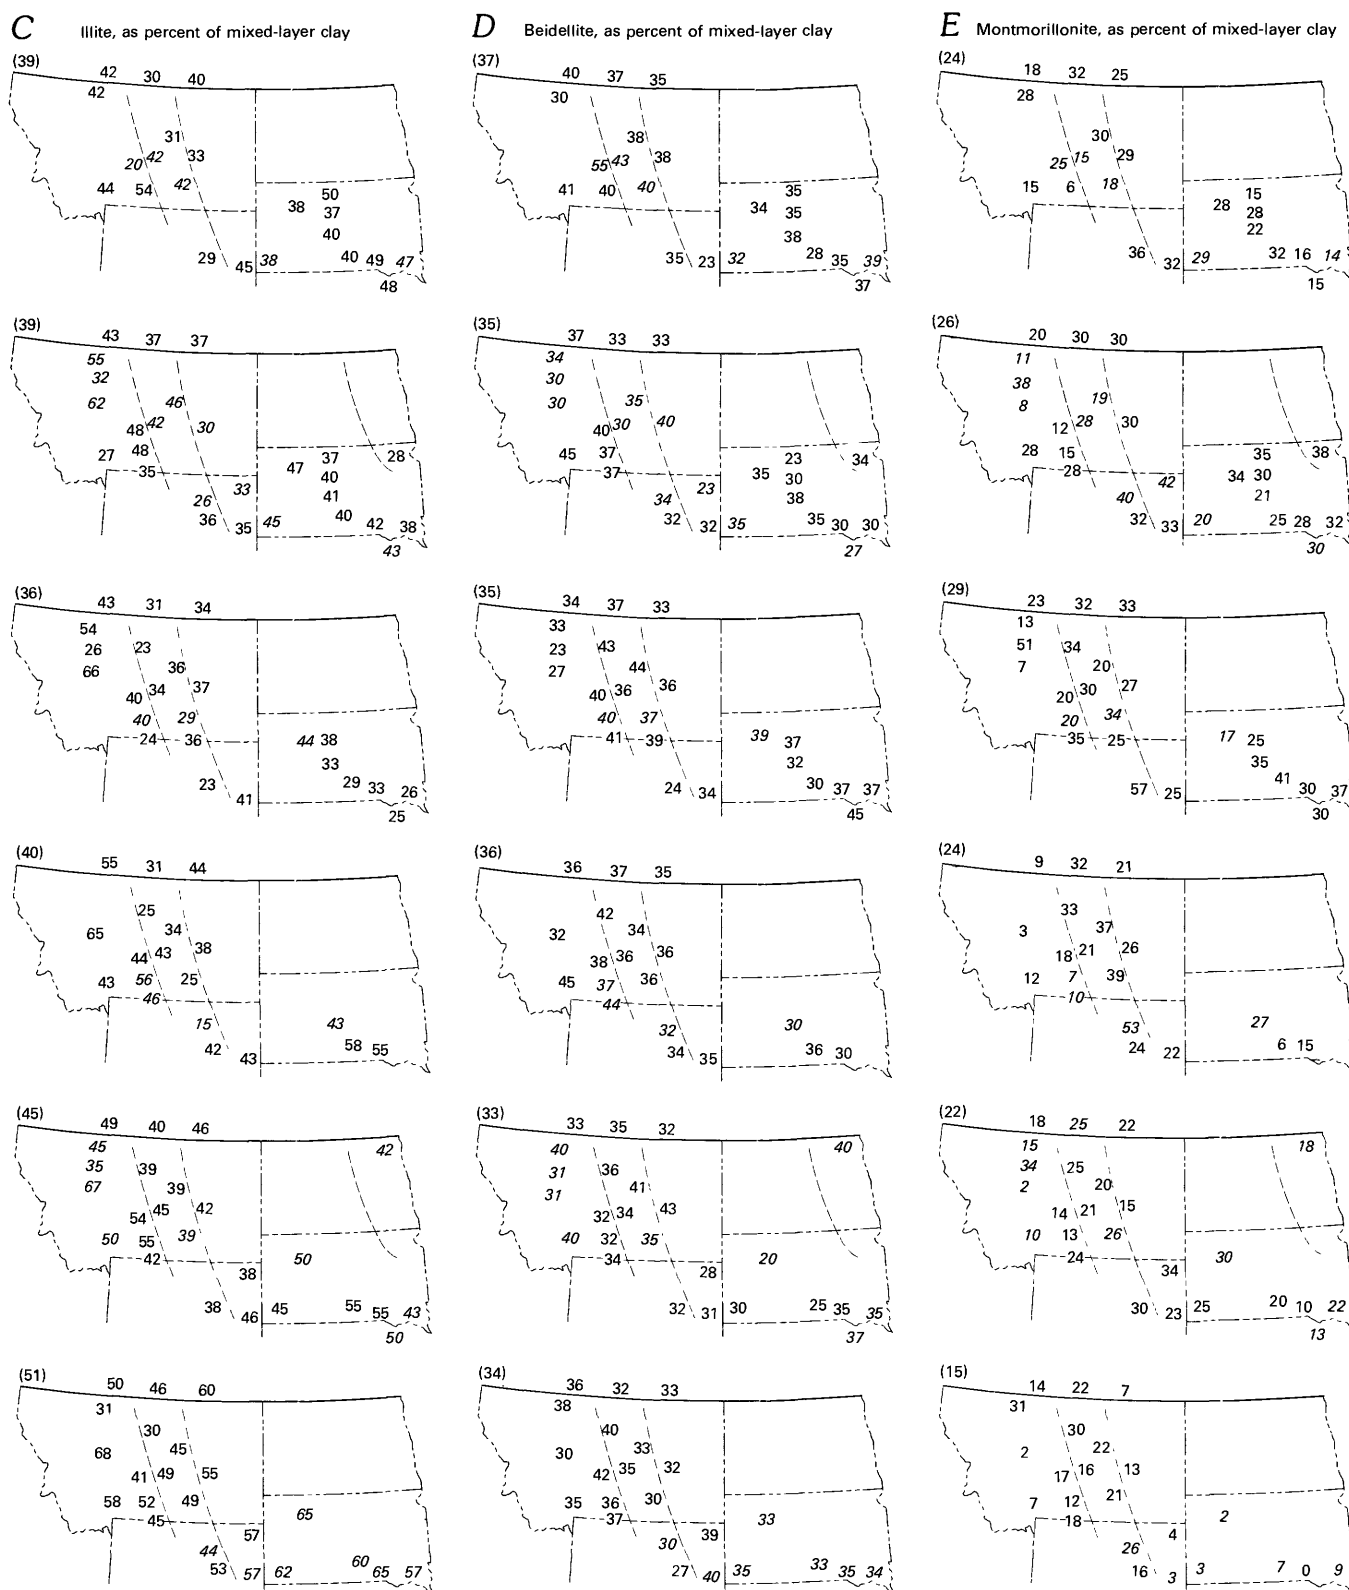 C Illite, as percent of mixed-layer clay
D Beidellite, as percent of mixed-layer clay
E Montmorillonite, as percent of mixed-layer clay
(39)
42 30 40
42
31
20 42 33
44 54 42
50
38 37
40
29 45 38 40 49 47
48
(37)
40 37 35
30
38
55 43 38
41 40 40
35
34 35
38
35 23 32 28 35 39
37
(24)
18 32 25
28
30
25 15 29
15 6 18
15
28 28
22
36 32 29 32 16 14
15
(39)
43 37 37
55
32
62 46
48 42 30
27 48 37 28
35 47 40
33 41
26
36 35 45 40 42 38
43
(35)
37 33 33
34
30
30 35
40 30 40
45 37 23 34
37 35 30
23 38
34
32 32 35 35 30 30
27
(26)
20 30 30
11
38
8 19
12 28 30
28 15 35 38
28 34 30
42 21
40
32 33 20 25 28 32
30
(36)
43 31 34
54
26 23
66 36
40 34 37
40 29
24 36 44 38
33
23 41 29 33 26
25
(35)
34 37 33
33
23 43
27 44
40 36 36
40 37
41 39 39 37
32
24 34 30 37 37
45
(29)
23 32 33
13
51 34
7 20
20 30 27
20 34
35 25 17 25
35
57 25 41 30 37
30
(40)
55 31 44
25
65 34
44 43 38
43 56 25
46
15 43
42 43 58 55
(36)
36 37 35
42
32 34
38 36 36
45 37 36
44
32 30
34 35 36 30
(24)
9 32 21
33
3 37
18 21 26
12 7 39
10
53 27
24 22 6 15
(45)
49 40 46
45 42
35 39
67 39
54 45 42
50 55 39
42 50
38
38 46 45 55 55 43
50
(33)
33 35 32
40 40
31 36
31 41
32 34 43
40 32 35
34 20
28
32 31 30 25 35 35
37
(22)
18 25 22
15 18
34 25
2 20
14 21 15
10 13 26
24 30
34
30 23 25 20 10 22
13
(51)
50 46 60
31
30
68 45
41 49 55
58 52 49
45 65
57
44
53 57 62 60 65 57
(34)
36 32 33
38
40
30 33
42 35 32
35 36 30
37 33
39
30
27 40 35 33 35 34
(15)
14 22 7
31
30
2 22
17 16 13
7 12 21
18 2
4
26
16 3 3 7 0 9